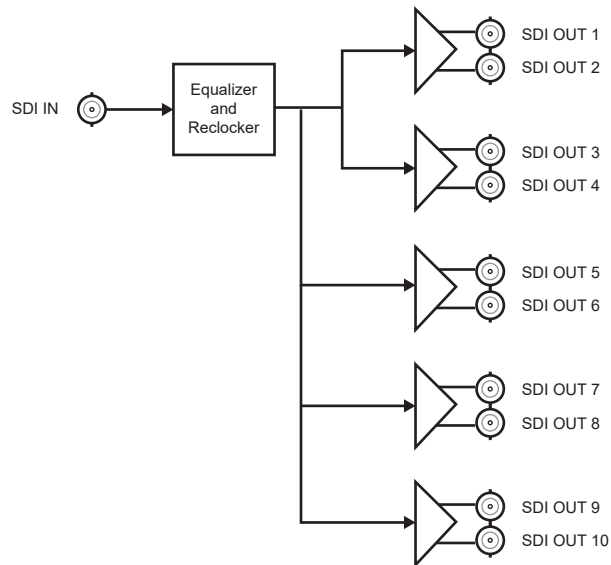 SDI IN
Equalizer
and
Reclocker
SDI OUT 1
SDI OUT 2
SDI OUT 3
SDI OUT 4
SDI OUT 5
SDI OUT 6
SDI OUT 7
SDI OUT 8
SDI OUT 9
SDI OUT 10